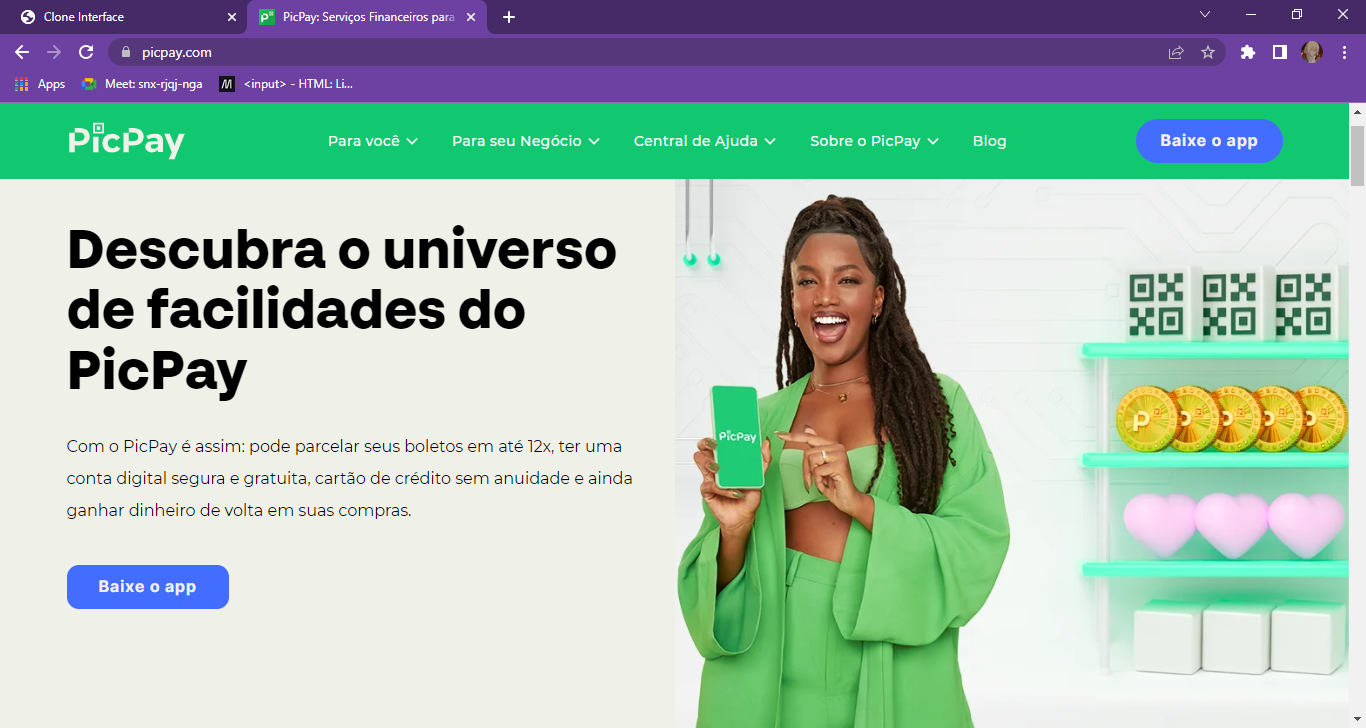 Clone Interface
PicPay: Serviços Financeiros para
picpay.com
Apps
Meet: snx-rjqj-nga
<input> - HTML: Li...
PicPay
Para você
Para seu Negócio
Central de Ajuda
Sobre o PicPay
Blog
Baixe o app
Descubra o universo
de facilidades do
PicPay
Com o PicPay é assim: pode parcelar seus boletos em até 12x, ter uma
conta digital segura e gratuita, cartão de crédito sem anuidade e ainda
ganhar dinheiro de volta em suas compras.
Baixe o app
PicPay